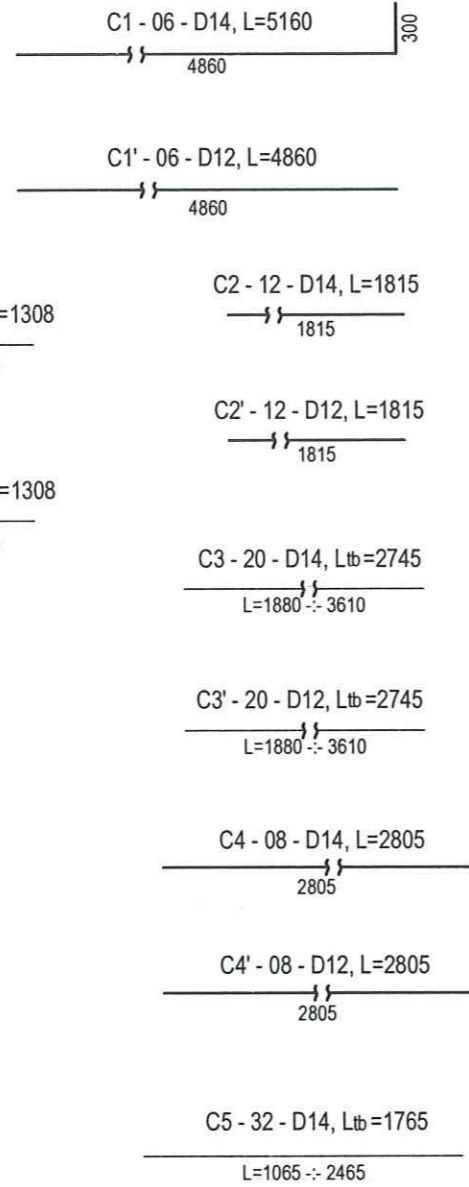 C1 - 06 - D14, L=5160
300
4860
C1' - 06 - D12, L=4860
4860
C2 - 12 - D14, L=1815
1815
=1308
C2' - 12 - D12, L=1815
1815
=1308
C3 - 20 - D14, Ltb=2745
L=1880 -:- 3610
C3' - 20 - D12, Ltb=2745
L=1880 -:- 3610
C4 - 08 - D14, L=2805
2805
C4' - 08 - D12, L=2805
2805
C5 - 32 - D14, Ltb=1765
L=1065 -:- 2465